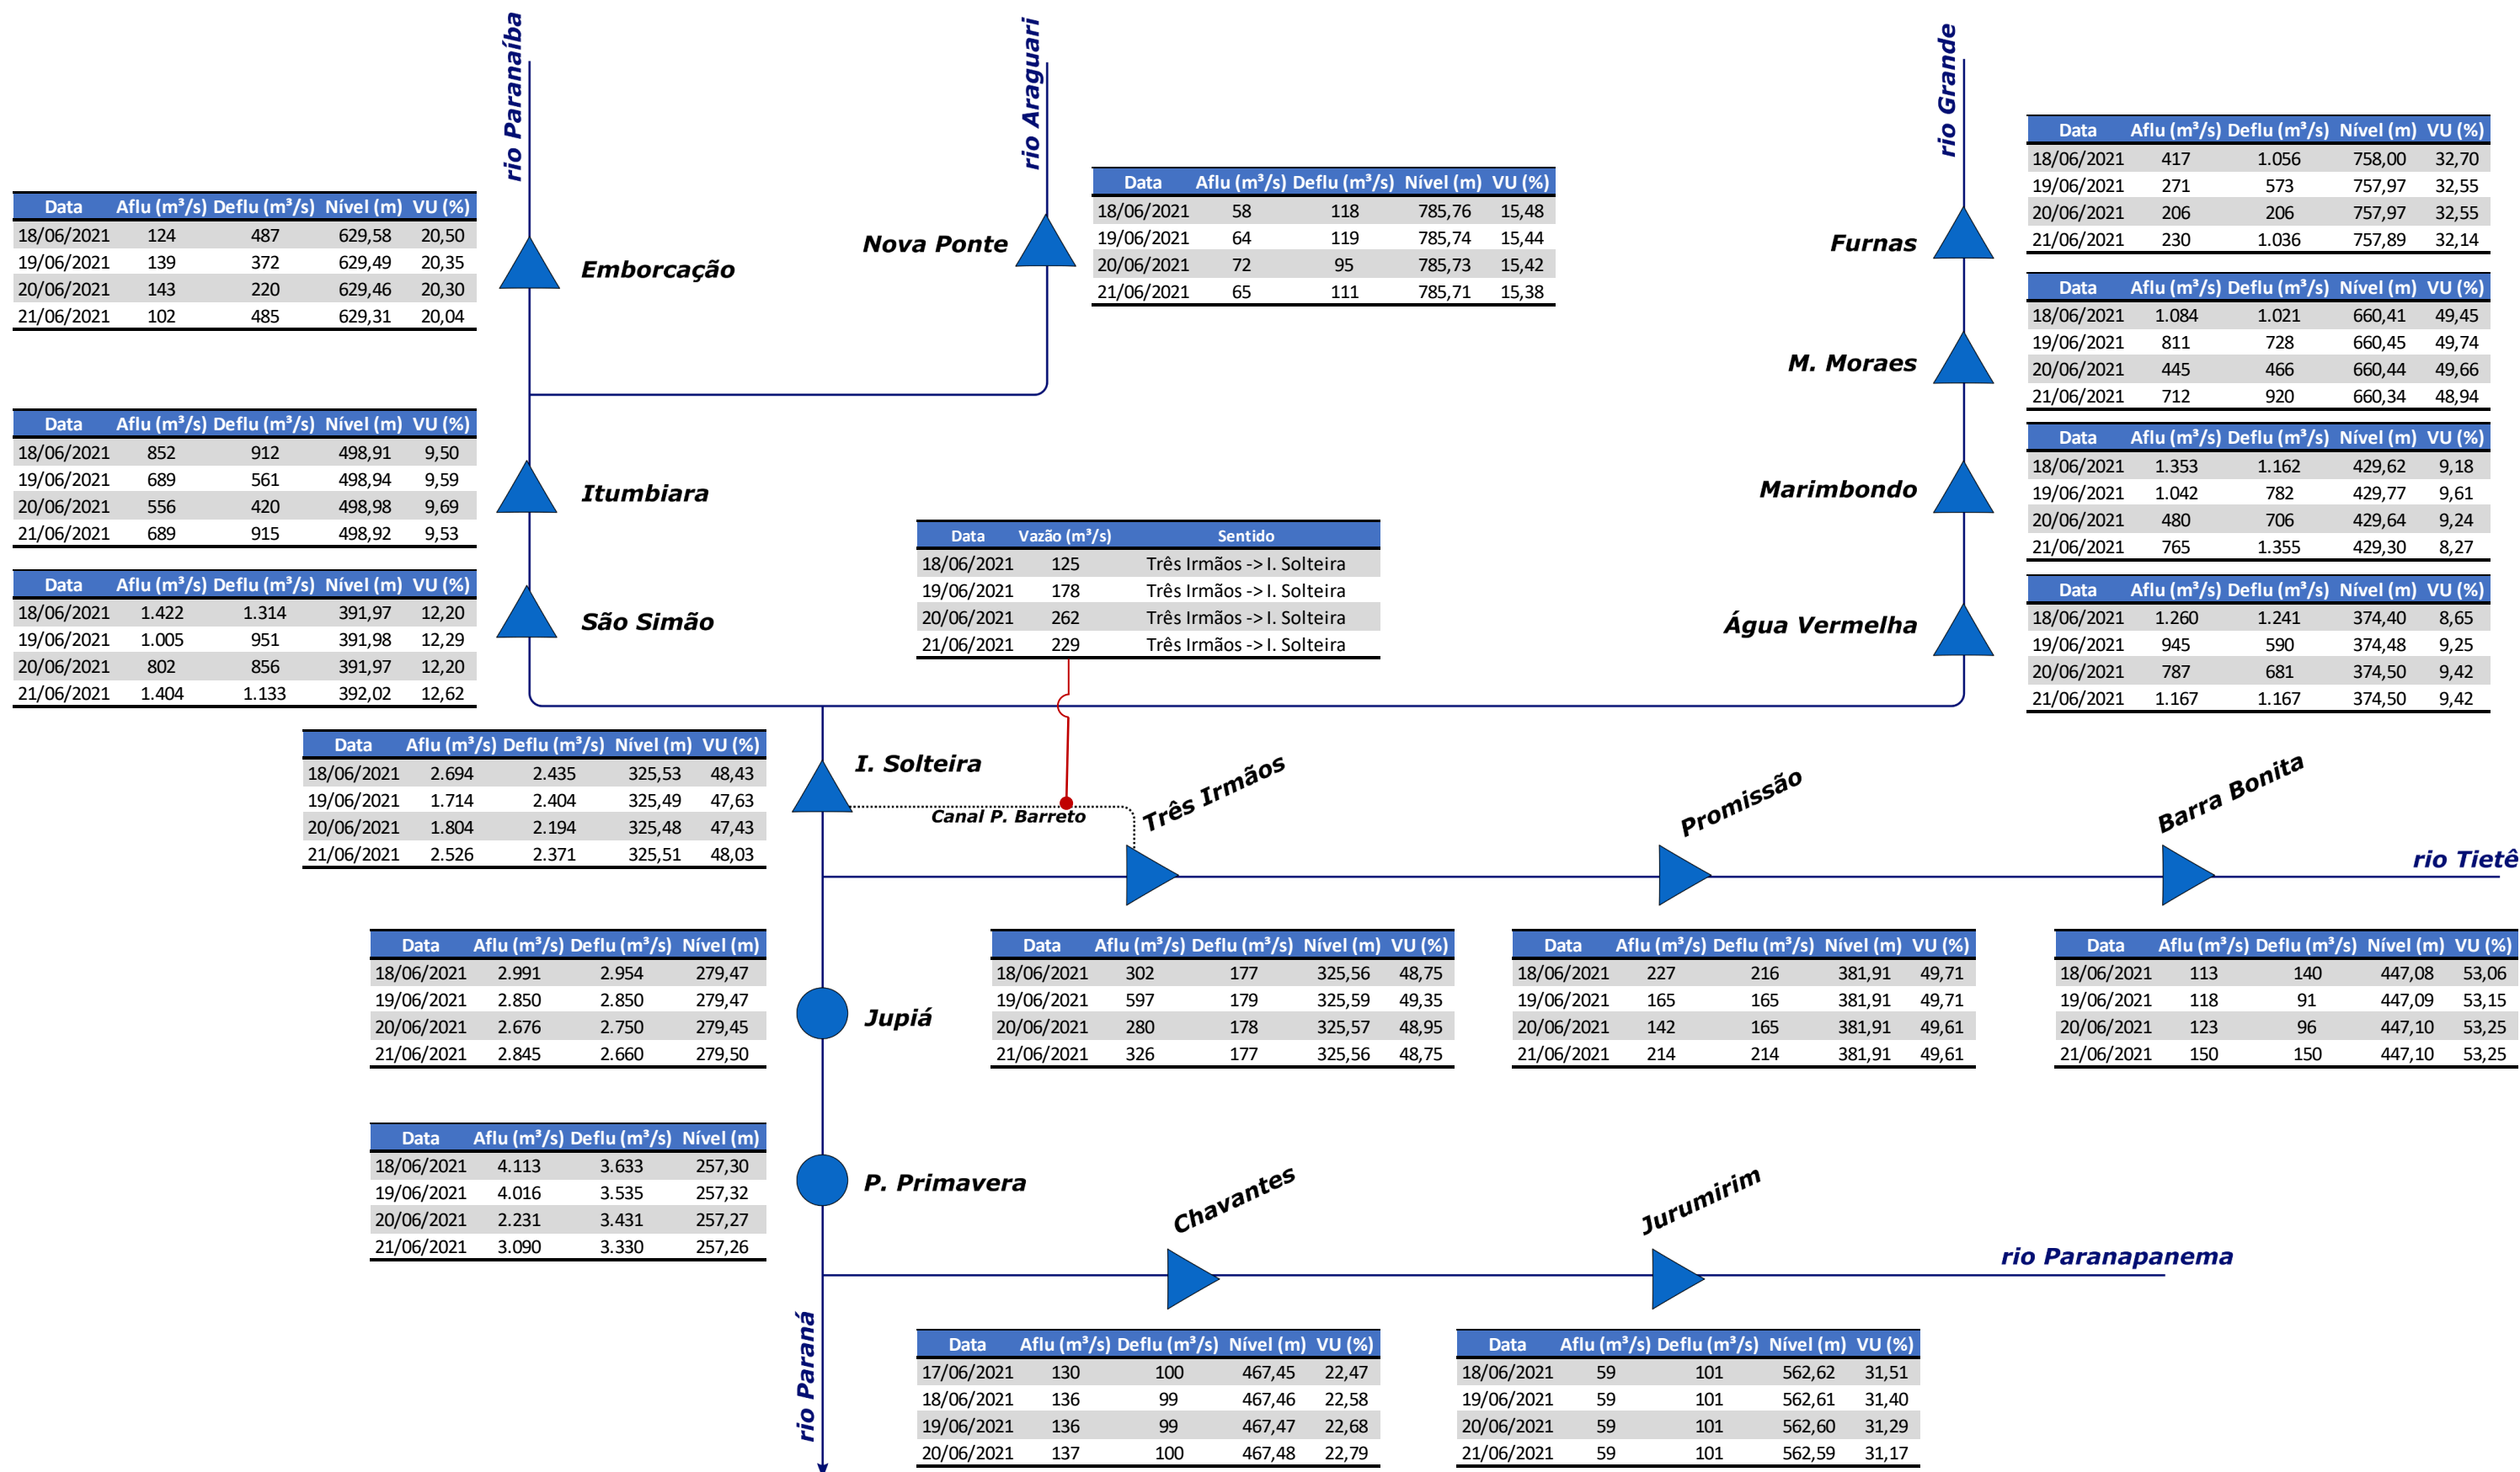 rio Paranaíba
rio Araguari
rio Grande
Data Aflu (m³/s) Deflu (m³/s) Nível (m) VU (%)
18/06/2021 417 1.056 758,00 32,70
19/06/2021 271 573 757,97 32,55
20/06/2021 206 206 757,97 32,55
21/06/2021 230 1.036 757,89 32,14
Furnas
Data Aflu (m³/s) Deflu (m³/s) Nível (m) VU (%)
18/06/2021 58 118 785,76 15,48
19/06/2021 64 119 785,74 15,44
20/06/2021 72 95 785,73 15,42
21/06/2021 65 111 785,71 15,38
Nova Ponte
Data Aflu (m³/s) Deflu (m³/s) Nível (m) VU (%)
18/06/2021 124 487 629,58 20,50
19/06/2021 139 372 629,49 20,35
20/06/2021 143 220 629,46 20,30
21/06/2021 102 485 629,31 20,04
Emborcação
Data Aflu (m³/s) Deflu (m³/s) Nível (m) VU (%)
18/06/2021 1.084 1.021 660,41 49,45
19/06/2021 811 728 660,45 49,74
20/06/2021 445 466 660,44 49,66
21/06/2021 712 920 660,34 48,94
M. Moraes
Data Aflu (m³/s) Deflu (m³/s) Nível (m) VU (%)
18/06/2021 852 912 498,91 9,50
19/06/2021 689 561 498,94 9,59
20/06/2021 556 420 498,98 9,69
21/06/2021 689 915 498,92 9,53
Itumbiara
Data Aflu (m³/s) Deflu (m³/s) Nível (m) VU (%)
18/06/2021 1.353 1.162 429,62 9,18
19/06/2021 1.042 782 429,77 9,61
20/06/2021 480 706 429,64 9,24
21/06/2021 765 1.355 429,30 8,27
Marimbondo
Data Vazão (m³/s) Sentido
18/06/2021 125 Três Irmãos -> I. Solteira
19/06/2021 178 Três Irmãos -> I. Solteira
20/06/2021 262 Três Irmãos -> I. Solteira
21/06/2021 229 Três Irmãos -> I. Solteira
Data Aflu (m³/s) Deflu (m³/s) Nível (m) VU (%)
18/06/2021 1.422 1.314 391,97 12,20
19/06/2021 1.005 951 391,98 12,29
20/06/2021 802 856 391,97 12,20
21/06/2021 1.404 1.133 392,02 12,62
São Simão
Data Aflu (m³/s) Deflu (m³/s) Nível (m) VU (%)
18/06/2021 1.260 1.241 374,40 8,65
19/06/2021 945 590 374,48 9,25
20/06/2021 787 681 374,50 9,42
21/06/2021 1.167 1.167 374,50 9,42
Água Vermelha
Data Aflu (m³/s) Deflu (m³/s) Nível (m) VU (%)
18/06/2021 2.694 2.435 325,53 48,43
19/06/2021 1.714 2.404 325,49 47,63
20/06/2021 1.804 2.194 325,48 47,43
21/06/2021 2.526 2.371 325,51 48,03
I. Solteira
Canal P. Barreto
Três Irmãos
Promissão
Barra Bonita
rio Tietê
Data Aflu (m³/s) Deflu (m³/s) Nível (m)
18/06/2021 2.991 2.954 279,47
19/06/2021 2.850 2.850 279,47
20/06/2021 2.676 2.750 279,45
21/06/2021 2.845 2.660 279,50
Jupiá
Data Aflu (m³/s) Deflu (m³/s) Nível (m) VU (%)
18/06/2021 302 177 325,56 48,75
19/06/2021 597 179 325,59 49,35
20/06/2021 280 178 325,57 48,95
21/06/2021 326 177 325,56 48,75
Data Aflu (m³/s) Deflu (m³/s) Nível (m) VU (%)
18/06/2021 227 216 381,91 49,71
19/06/2021 165 165 381,91 49,71
20/06/2021 142 165 381,91 49,61
21/06/2021 214 214 381,91 49,61
Data Aflu (m³/s) Deflu (m³/s) Nível (m) VU (%)
18/06/2021 113 140 447,08 53,06
19/06/2021 118 91 447,09 53,15
20/06/2021 123 96 447,10 53,25
21/06/2021 150 150 447,10 53,25
Data Aflu (m³/s) Deflu (m³/s) Nível (m)
18/06/2021 4.113 3.633 257,30
19/06/2021 4.016 3.535 257,32
20/06/2021 2.231 3.431 257,27
21/06/2021 3.090 3.330 257,26
P. Primavera
Chavantes
Jurumirim
rio Paranapanema
rio Paraná
Data Aflu (m³/s) Deflu (m³/s) Nível (m) VU (%)
17/06/2021 130 100 467,45 22,47
18/06/2021 136 99 467,46 22,58
19/06/2021 136 99 467,47 22,68
20/06/2021 137 100 467,48 22,79
Data Aflu (m³/s) Deflu (m³/s) Nível (m) VU (%)
18/06/2021 59 101 562,62 31,51
19/06/2021 59 101 562,61 31,40
20/06/2021 59 101 562,60 31,29
21/06/2021 59 101 562,59 31,17